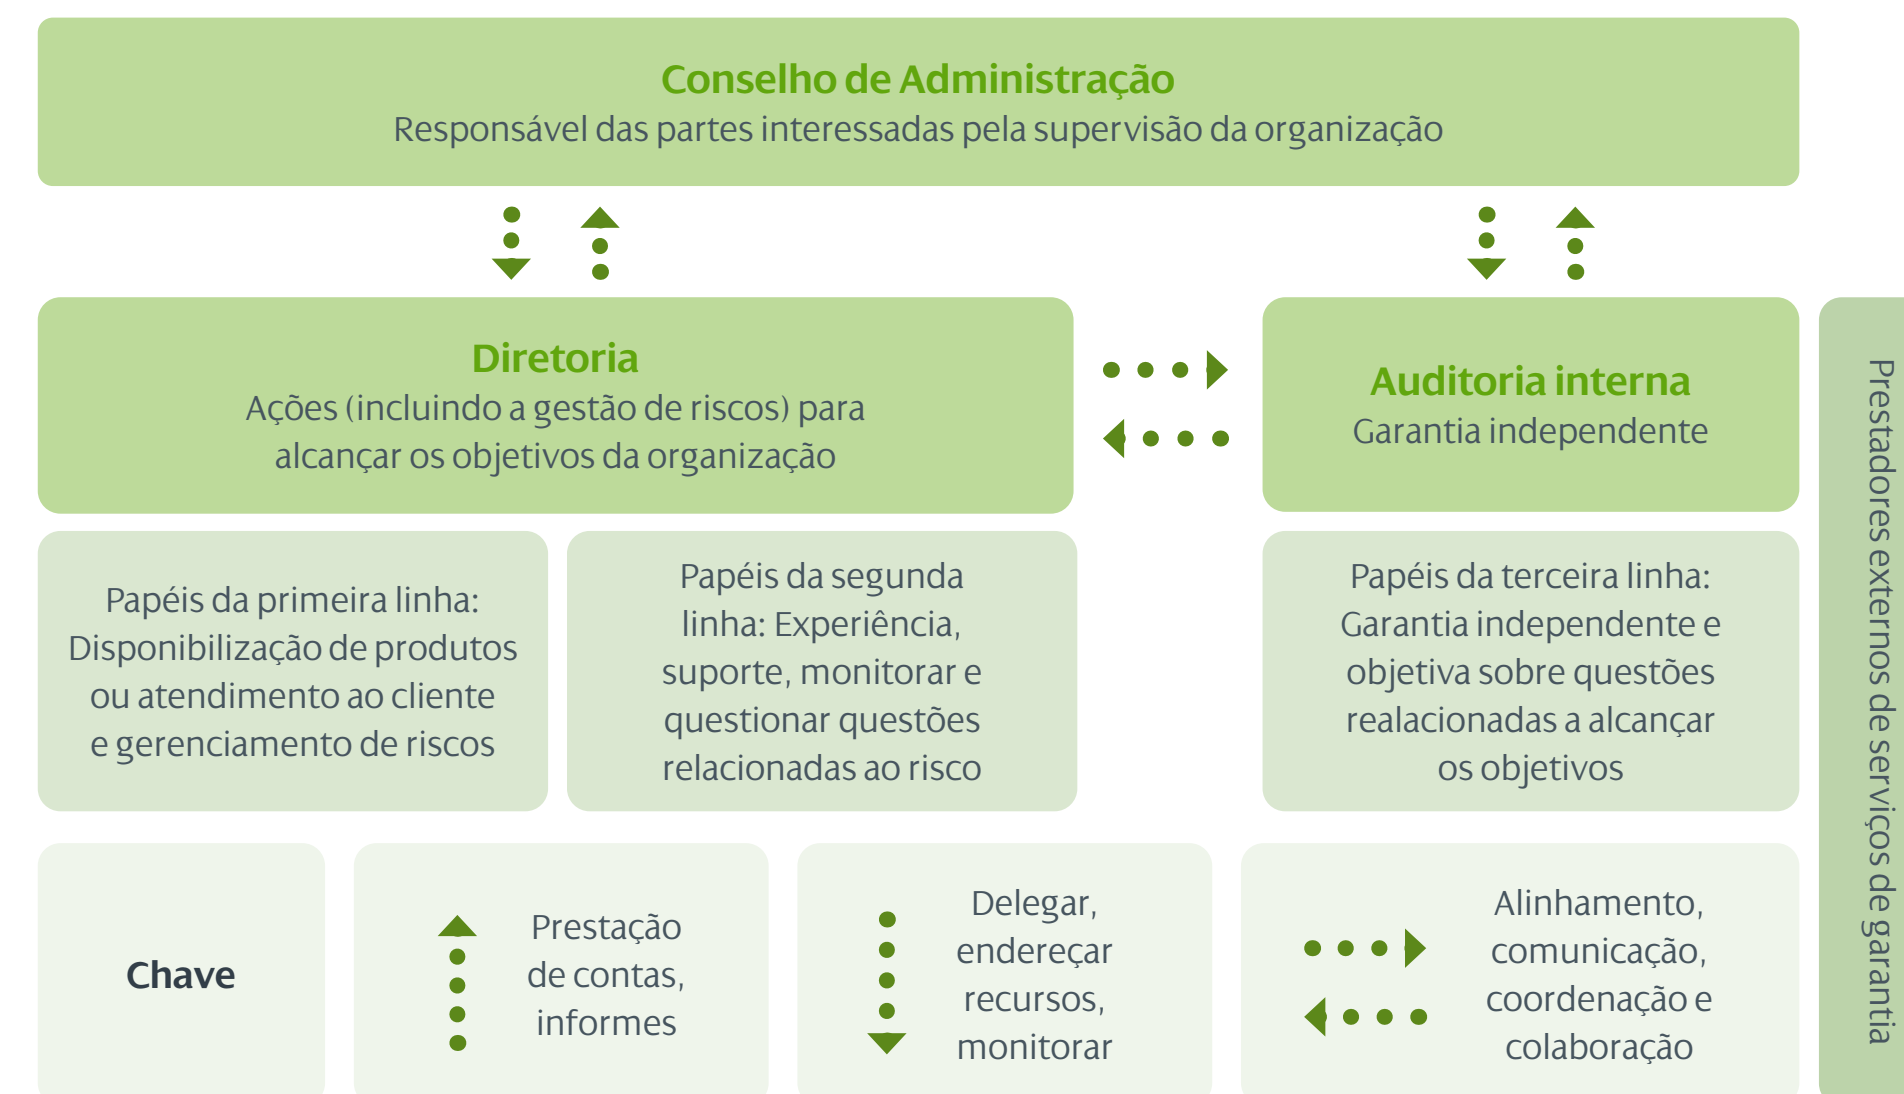 Conselho de Administração
Responsável das partes interessadas pela supervisão da organização
Diretoria
Ações (incluindo a gestão de riscos) para
alcançar os objetivos da organização
Auditoria interna
Garantia independente
Papéis da primeira linha:
Disponibilização de produtos
ou atendimento ao cliente
e gerenciamento de riscos
Papéis da segunda
linha: Experiência,
suporte, monitorar e
questionar questões
relacionadas ao risco
Papéis da terceira linha:
Garantia independente e
objetiva sobre questões
realacionadas a alcançar
os objetivos
Prestadores externos de serviços de garantia
Chave
Prestação
de contas,
informes
Delegar,
endereçar
recursos,
monitorar
Alinhamento,
comunicação,
coordenação e
colaboração